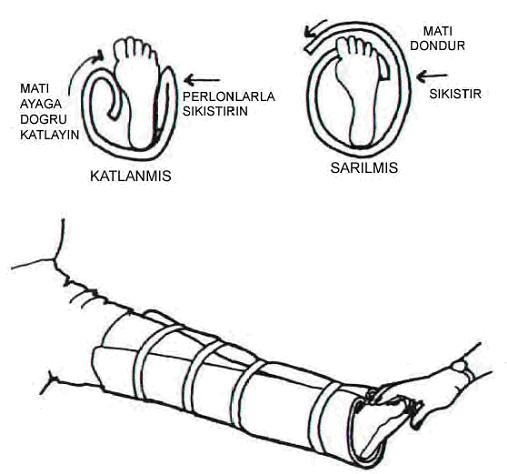 MATI
AYAGA
DOGRU
KATLAYIN
PERLONLARLA
SIKISTIRIN
KATLANMIS
MATI
DONDUR
SIKISTIR
SARILMIS